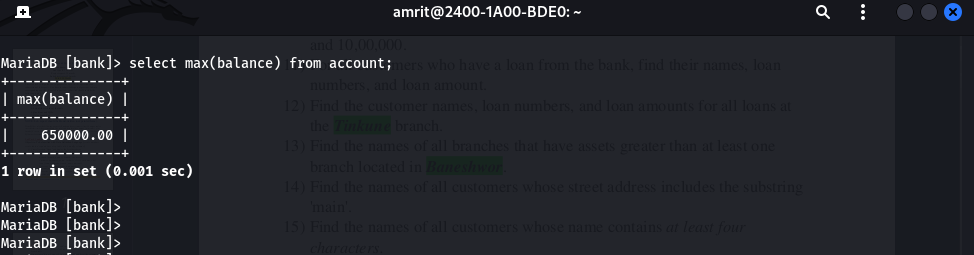 amrit@2400-1A00-BDE0: ~
and 10,00,000.
MariaDB [bank]> select max(balance) from account;
mers who have a loan from the bank, find their names, loan
+--------------+
numbers, and loan amount.
| max(balance) |
12) Find the customer names, loan numbers, and loan amounts for all loans at
+--------------+
the Tinkune branch.
|    650000.00 |
13) Find the names of all branches that have assets greater than at least one
+--------------+
branch located in Baneshwor.
1 row in set (0.001 sec)
14) Find the names of all customers whose street address includes the substring
MariaDB [bank]>
'main'.
MariaDB [bank]>
15) Find the names of all customers whose name contains at least four
MariaDB [bank]>
characters.